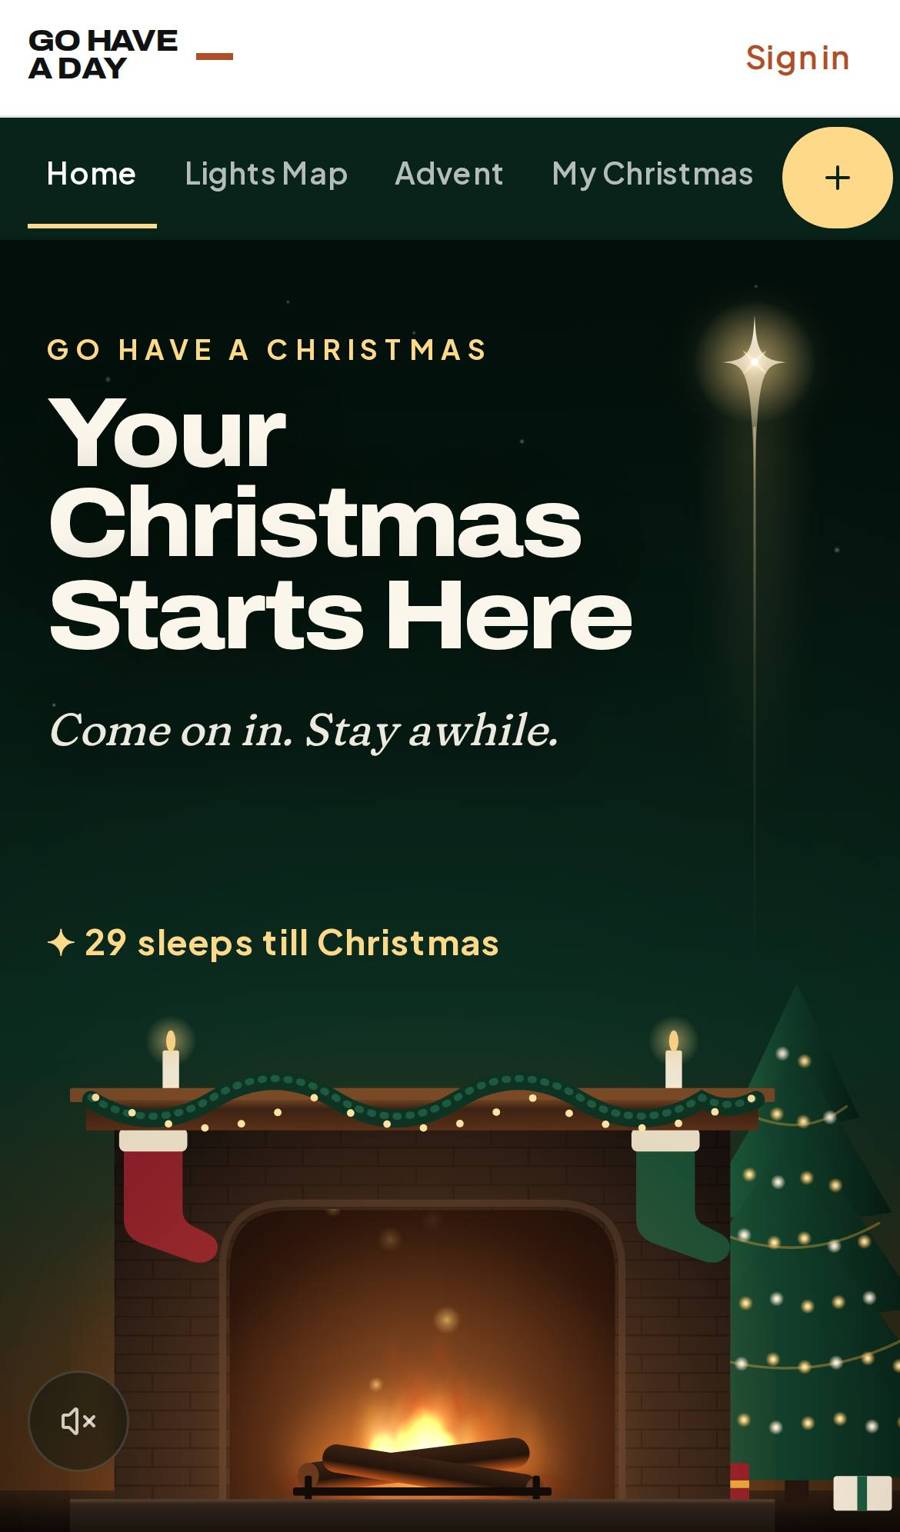 GO HAVE
A DAY
Sign in
Home Lights Map Advent My Christmas +
GO HAVE A CHRISTMAS
Your
Christmas
Starts Here
Come on in. Stay awhile.
✦ 29 sleeps till Christmas